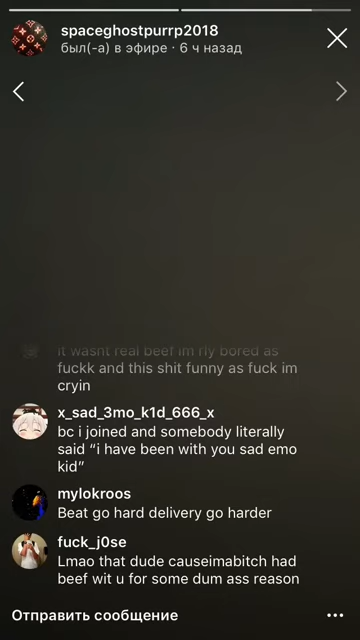 spaceghostpurrp2018
был(-а) в эфире · 6 ч назад
it wasnt real beef im rly bored as
fuckk and this shit funny as fuck im
cryin
x_sad_3mo_k1d_666_x
bc i joined and somebody literally
said “i have been with you sad emo
kid”
mylokroos
Beat go hard delivery go harder
fuck_j0se
Lmao that dude causeimabitch had
beef wit u for some dum ass reason
Отправить сообщение